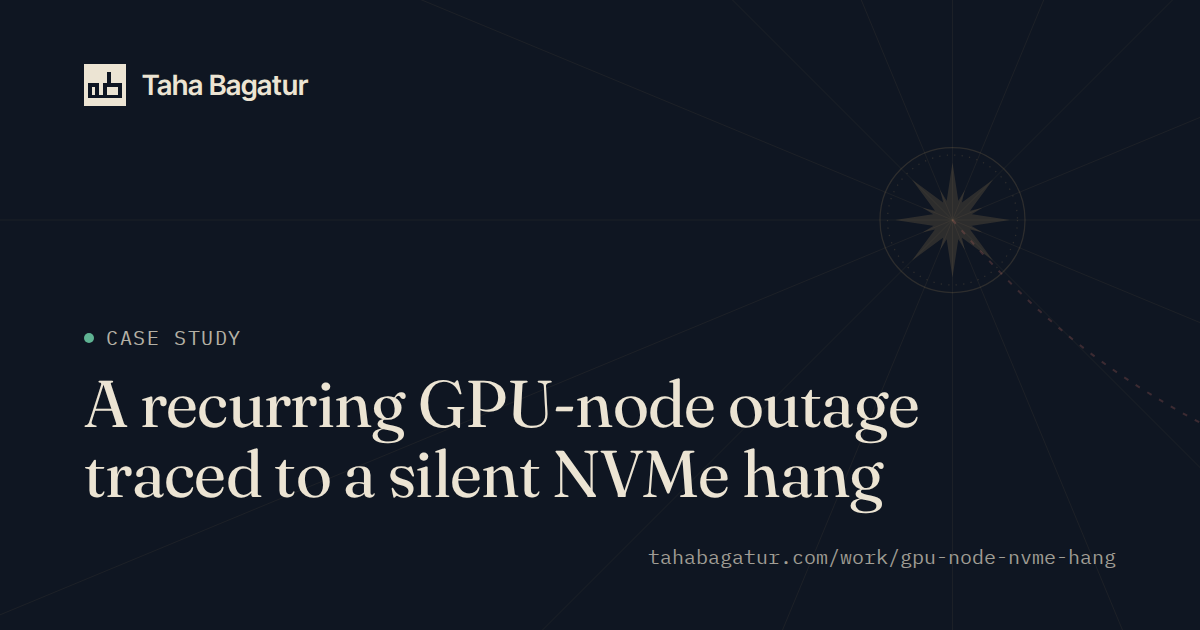 Taha Bagatur
CASE STUDY
A recurring GPU-node outage
traced to a silent NVMe hang
tahabagatur.com/work/gpu-node-nvme-hang